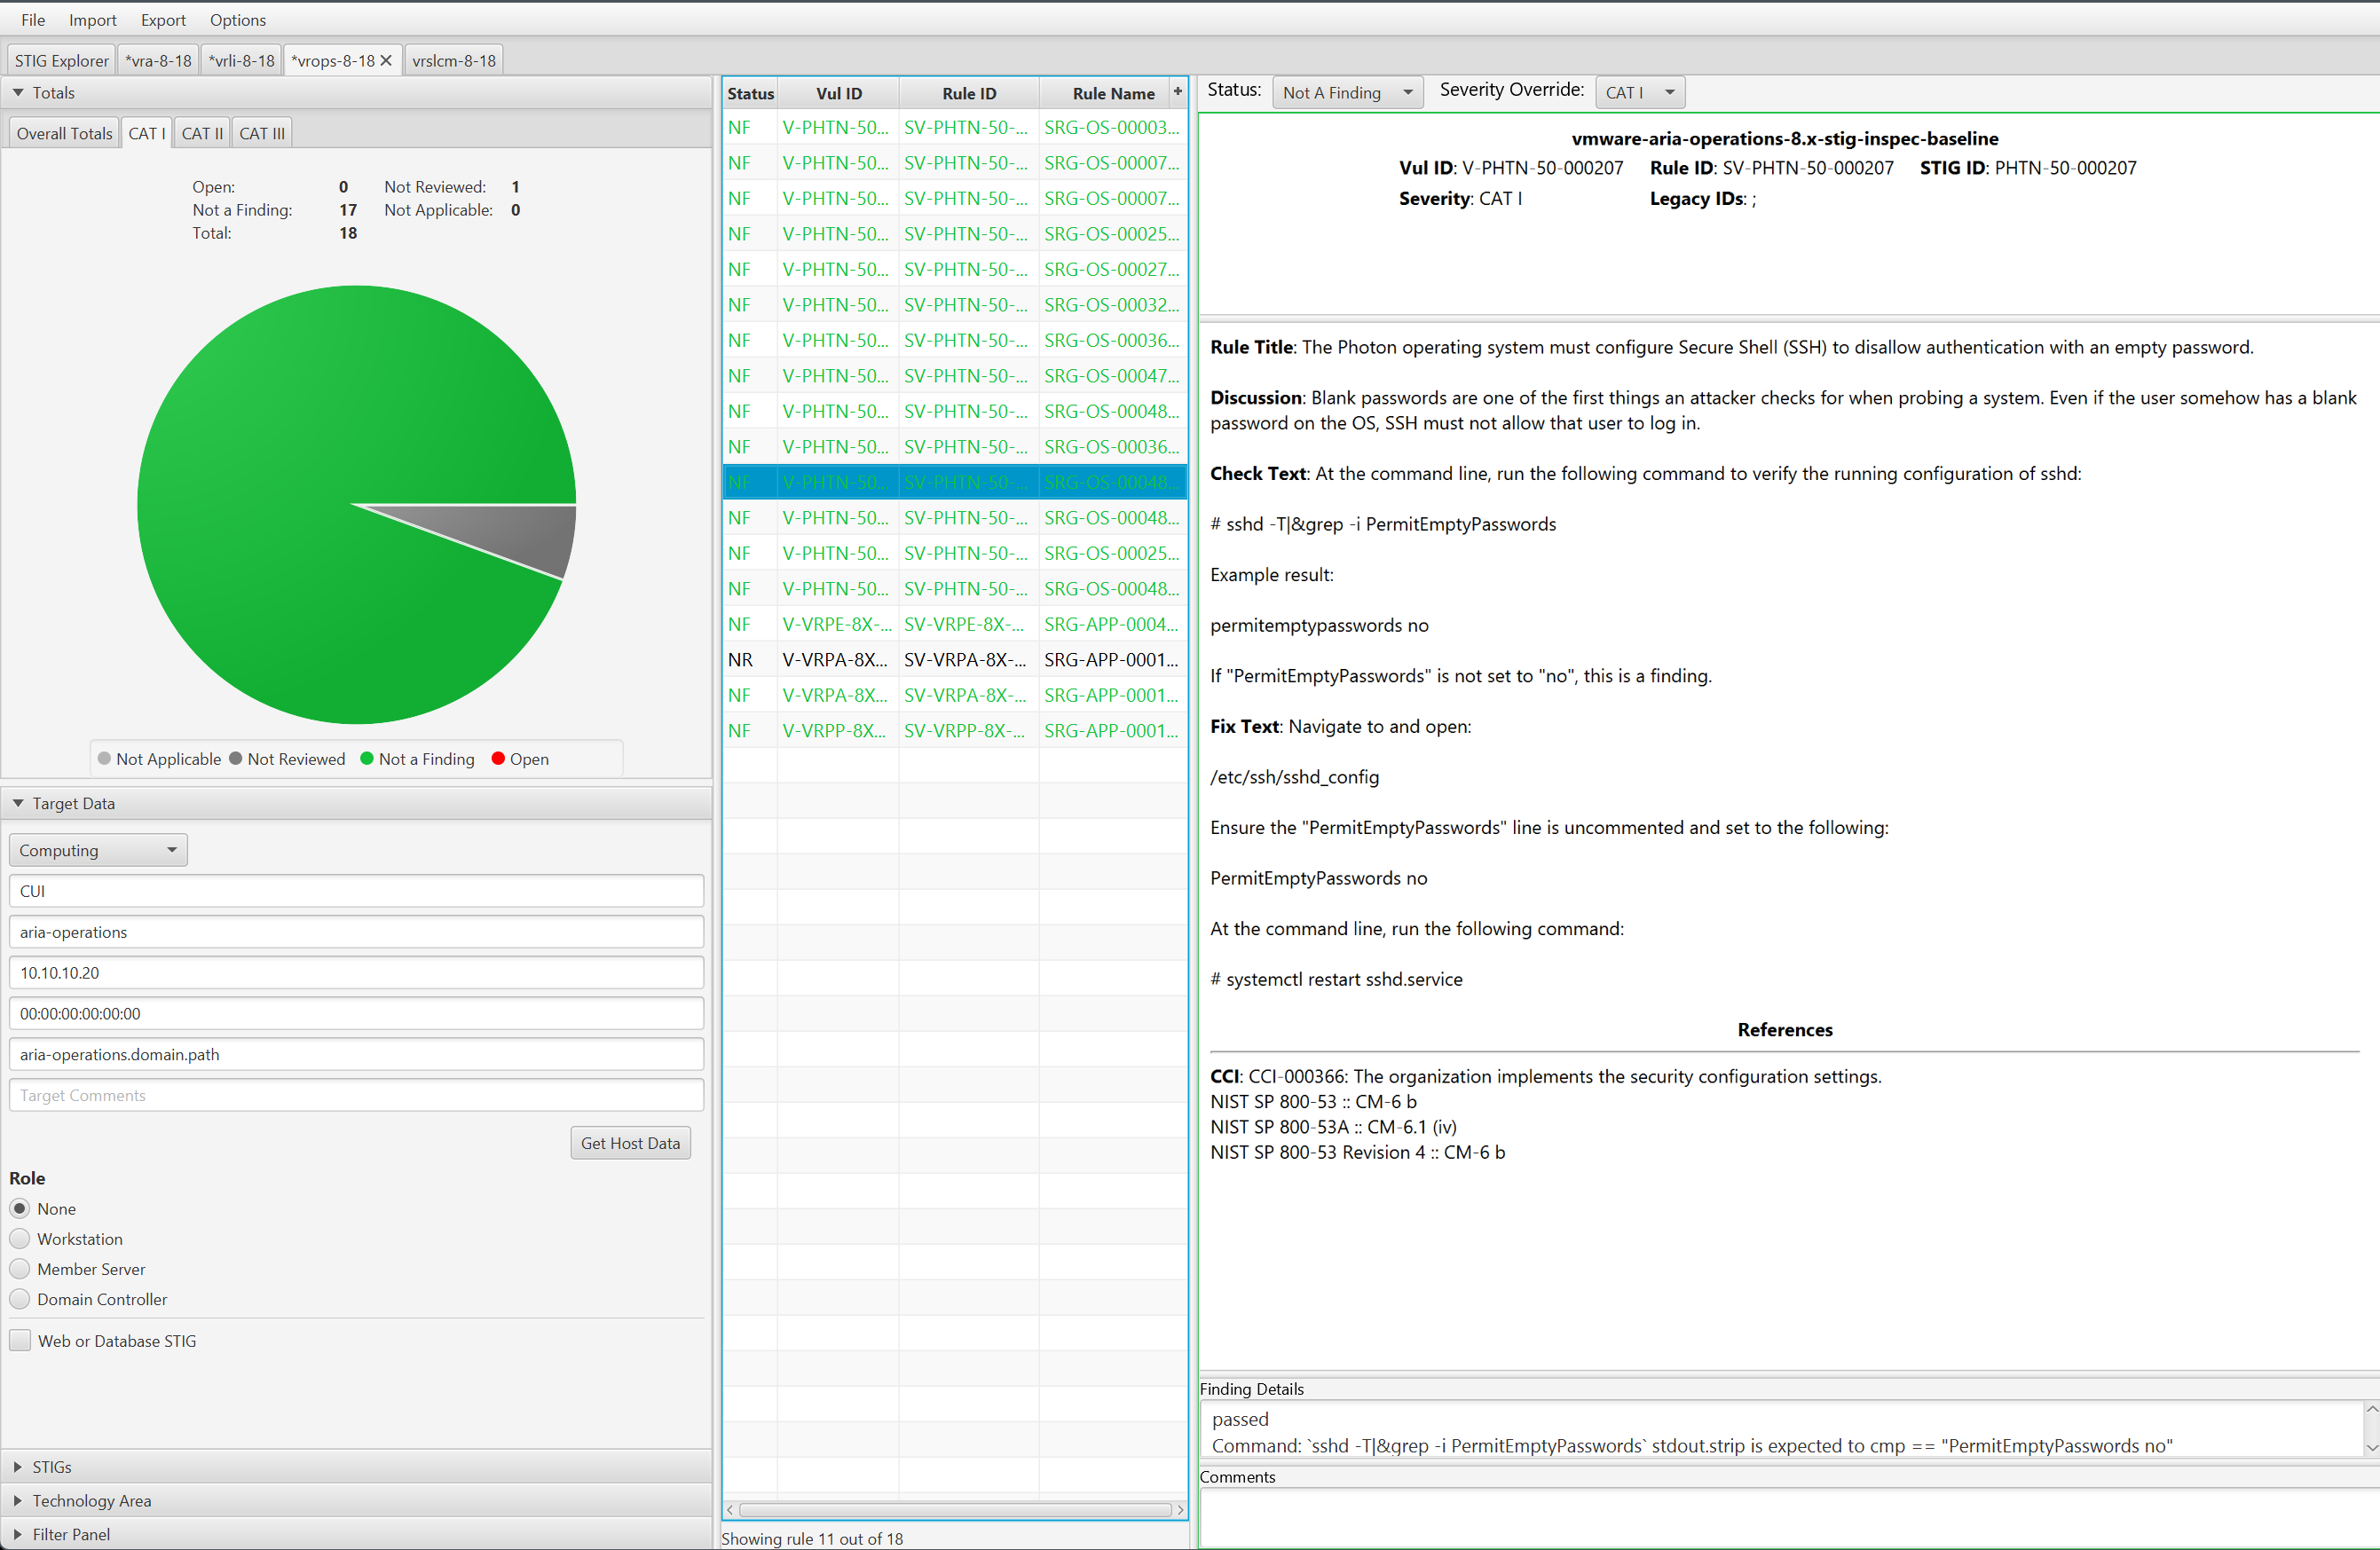 File Import Export Options
STIG Explorer *vra-8-18 *vrli-8-18 *vrops-8-18 vrslcm-8-18
Totals
Overall Totals CAT I CAT II CAT III
Open: 0 Not Reviewed: 1
Not a Finding: 17 Not Applicable: 0
Total: 18
Not Applicable Not Reviewed Not a Finding Open
Target Data
Computing
CUI
aria-operations
10.10.10.20
00:00:00:00:00:00
aria-operations.domain.path
Target Comments
Get Host Data
Role
None
Workstation
Member Server
Domain Controller
Web or Database STIG
STIGs
Technology Area
Filter Panel
Status Vul ID Rule ID Rule Name +
NF V-PHTN-50... SV-PHTN-50-... SRG-OS-00003...
NF V-PHTN-50... SV-PHTN-50-... SRG-OS-00007...
NF V-PHTN-50... SV-PHTN-50-... SRG-OS-00007...
NF V-PHTN-50... SV-PHTN-50-... SRG-OS-00025...
NF V-PHTN-50... SV-PHTN-50-... SRG-OS-00027...
NF V-PHTN-50... SV-PHTN-50-... SRG-OS-00032...
NF V-PHTN-50... SV-PHTN-50-... SRG-OS-00036...
NF V-PHTN-50... SV-PHTN-50-... SRG-OS-00047...
NF V-PHTN-50... SV-PHTN-50-... SRG-OS-00048...
NF V-PHTN-50... SV-PHTN-50-... SRG-OS-00036...
NF V-PHTN-50... SV-PHTN-50-... SRG-OS-00048...
NF V-PHTN-50... SV-PHTN-50-... SRG-OS-00048...
NF V-PHTN-50... SV-PHTN-50-... SRG-OS-00025...
NF V-PHTN-50... SV-PHTN-50-... SRG-OS-00048...
NF V-VRPE-8X-... SV-VRPE-8X-... SRG-APP-0004...
NR V-VRPA-8X... SV-VRPA-8X-... SRG-APP-0001...
NF V-VRPA-8X... SV-VRPA-8X-... SRG-APP-0001...
NF V-VRPP-8X... SV-VRPP-8X-... SRG-APP-0001...
Showing rule 11 out of 18
Status: Not A Finding Severity Override: CAT I
vmware-aria-operations-8.x-stig-inspec-baseline
Vul ID: V-PHTN-50-000207 Rule ID: SV-PHTN-50-000207 STIG ID: PHTN-50-000207
Severity: CAT I Legacy IDs: ;
Rule Title: The Photon operating system must configure Secure Shell (SSH) to disallow authentication with an empty password.
Discussion: Blank passwords are one of the first things an attacker checks for when probing a system. Even if the user somehow has a blank
password on the OS, SSH must not allow that user to log in.
Check Text: At the command line, run the following command to verify the running configuration of sshd:
# sshd -T|&grep -i PermitEmptyPasswords
Example result:
permitemptypasswords no
If "PermitEmptyPasswords" is not set to "no", this is a finding.
Fix Text: Navigate to and open:
/etc/ssh/sshd_config
Ensure the "PermitEmptyPasswords" line is uncommented and set to the following:
PermitEmptyPasswords no
At the command line, run the following command:
# systemctl restart sshd.service
References
CCI: CCI-000366: The organization implements the security configuration settings.
NIST SP 800-53 :: CM-6 b
NIST SP 800-53A :: CM-6.1 (iv)
NIST SP 800-53 Revision 4 :: CM-6 b
Finding Details
passed
Command: `sshd -T|&grep -i PermitEmptyPasswords` stdout.strip is expected to cmp == "PermitEmptyPasswords no"
Comments